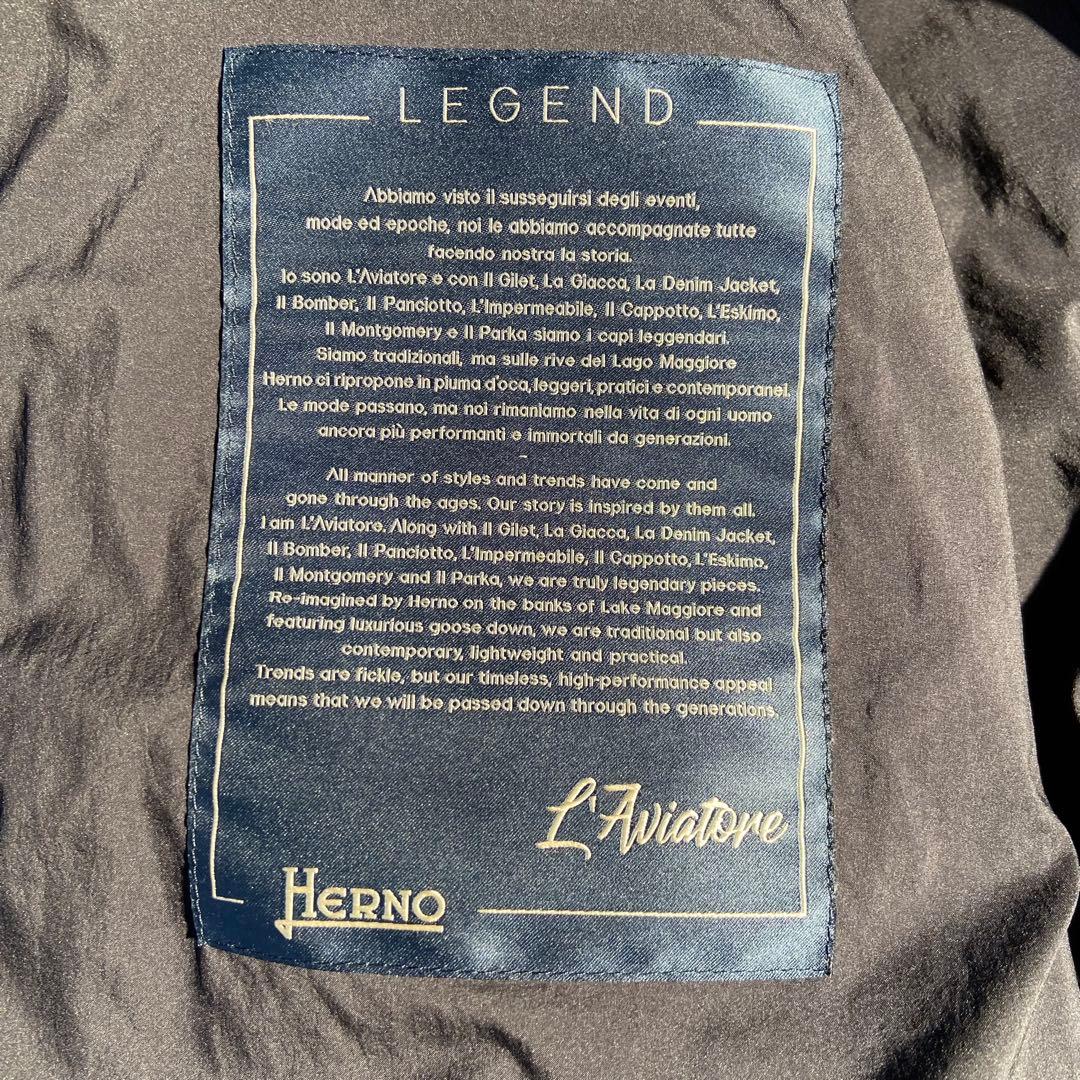 LEGEND
Abbiamo visto il susseguirsi degli eventi,
mode ed epoche, noi le abbiamo accompagnate tutte
facendo nostra la storia.
Io sono L'Aviatore e con Il Gilet, La Giacca, La Denim Jacket,
Il Bomber, Il Panciotto, L'Impermeabile, Il Cappotto, L'Eskimo,
Il Montgomery e Il Parka siamo i capi leggendari.
Siamo tradizionali, ma sulle rive del Lago Maggiore
Herno ci ripropone in piuma d'oca, leggeri, pratici e contemporanei.
Le mode passano, ma noi rimaniamo nella vita di ogni uomo
ancora più performanti e immortali da generazioni.
-
All manner of styles and trends have come and
gone through the ages. Our story is inspired by them all.
I am L'Aviatore. Along with Il Gilet, La Giacca, La Denim Jacket,
Il Bomber, Il Panciotto, L'Impermeabile, Il Cappotto, L'Eskimo,
Il Montgomery and Il Parka, we are truly legendary pieces.
Re-imagined by Herno on the banks of Lake Maggiore and
featuring luxurious goose down, we are traditional but also
contemporary, lightweight and practical.
Trends are fickle, but our timeless, high-performance appeal
means that we will be passed down through the generations.
L'Aviatore
HERNO